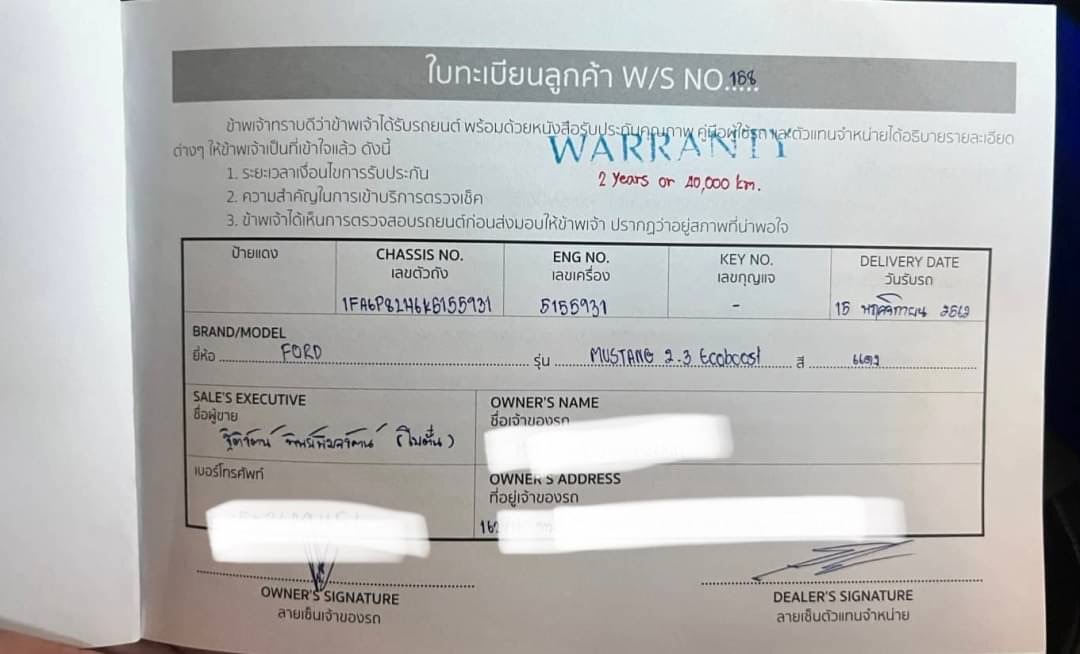 ใบทะเบียนลูกค้า W/S NO.158
ข้าพเจ้าทราบดีว่าข้าพเจ้าได้รับรถยนต์ พร้อมด้วยหนังสือรับประกันคุณภาพ คู่มือผู้ใช้รถ และตัวแทนจำหน่ายได้อธิบายรายละเอียด
ต่างๆ ให้ข้าพเจ้าเป็นที่เข้าใจแล้ว ดังนี้
WARRANTY
1. ระยะเวลาเงื่อนไขการรับประกัน
2 Years or 40,000 km.
2. ความสำคัญในการเข้าบริการตรวจเช็ค
3. ข้าพเจ้าได้เห็นการตรวจสอบรถยนต์ก่อนส่งมอบให้ข้าพเจ้า ปรากฏว่าอยู่สภาพที่น่าพอใจ
ป้ายแดง CHASSIS NO. ENG NO. KEY NO. DELIVERY DATE
เลขตัวถัง เลขเครื่อง เลขกุญแจ วันรับรถ
5155931 - 15 พฤศจิกายน 2562
BRAND/MODEL
ยี่ห้อ FORD รุ่น MUSTANG 2.3 Ecoboost สี
SALE'S EXECUTIVE OWNER'S NAME
ชื่อผู้ขาย ชื่อเจ้าของรถ
เบอร์โทรศัพท์ OWNER'S ADDRESS
ที่อยู่เจ้าของรถ
OWNER'S SIGNATURE DEALER'S SIGNATURE
ลายเซ็นเจ้าของรถ ลายเซ็นตัวแทนจำหน่าย